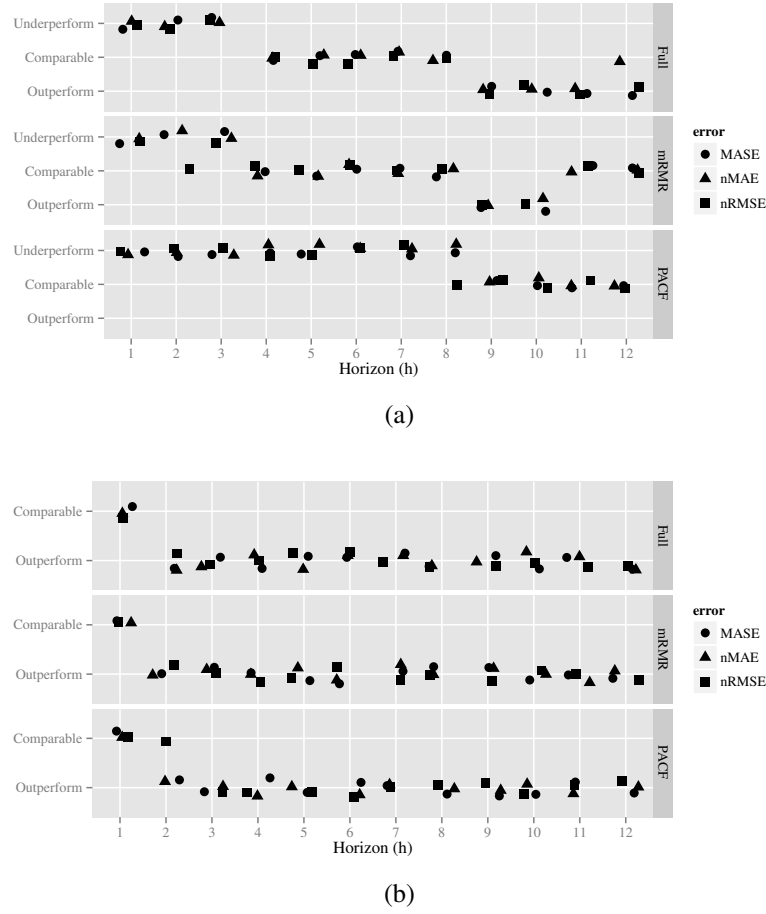 Underperform
Comparable
Outperform
Full
Underperform
Comparable
Outperform
mRMR
Underperform
Comparable
Outperform
PACF
1 2 3 4 5 6 7 8 9 10 11 12
Horizon (h)
error
MASE
nMAE
nRMSE
(a)
Comparable
Outperform
Full
Comparable
Outperform
mRMR
Comparable
Outperform
PACF
1 2 3 4 5 6 7 8 9 10 11 12
Horizon (h)
error
MASE
nMAE
nRMSE
(b)